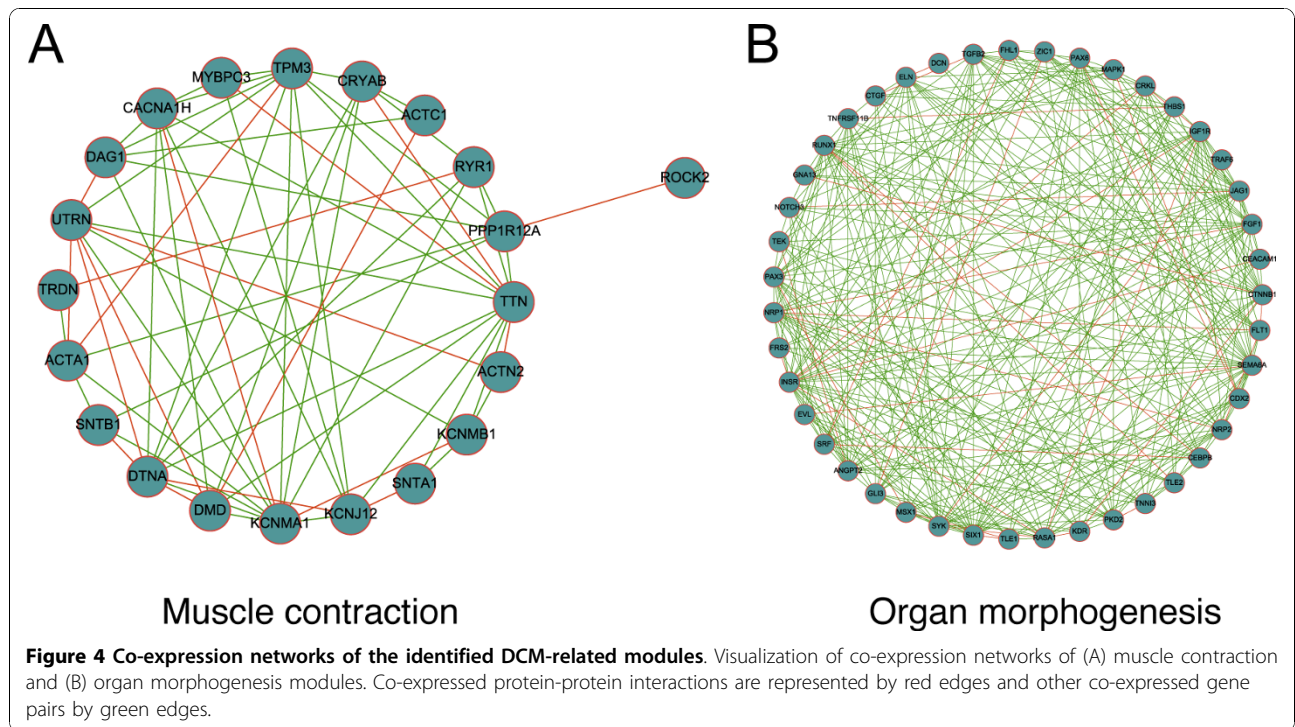 A
B
TPM3
MYBPC3
CRYAB
CACNA1H
ACTC1
DAG1
RYR1
ROCK2
UTRN
PPP1R12A
TRDN
TTN
ACTA1
ACTN2
SNTB1
KCNMB1
DTNA
SNTA1
DMD
KCNMA1
KCNJ12
FHL1
ZIC1
TGFB2
PAX6
DCN
MAPK1
ELN
CRKL
CTGF
THBS1
TNFRSF11B
IGF1R
RUNX1
TRAF6
GNA13
JAG1
NOTCH3
FGF1
TEK
CEACAM1
PAX3
CTNNB1
NRP1
FLT1
FRS2
SEMA6A
INSR
CDX2
EVL
NRP2
SRF
CEBPB
ANGPT2
TLE2
GLI3
TNNI3
MSX1
PKD2
SYK
KDR
SIX1
TLE1
RASA1
Muscle contraction
Organ morphogenesis
Figure 4 Co-expression networks of the identified DCM-related modules. Visualization of co-expression networks of (A) muscle contraction
and (B) organ morphogenesis modules. Co-expressed protein-protein interactions are represented by red edges and other co-expressed gene
pairs by green edges.